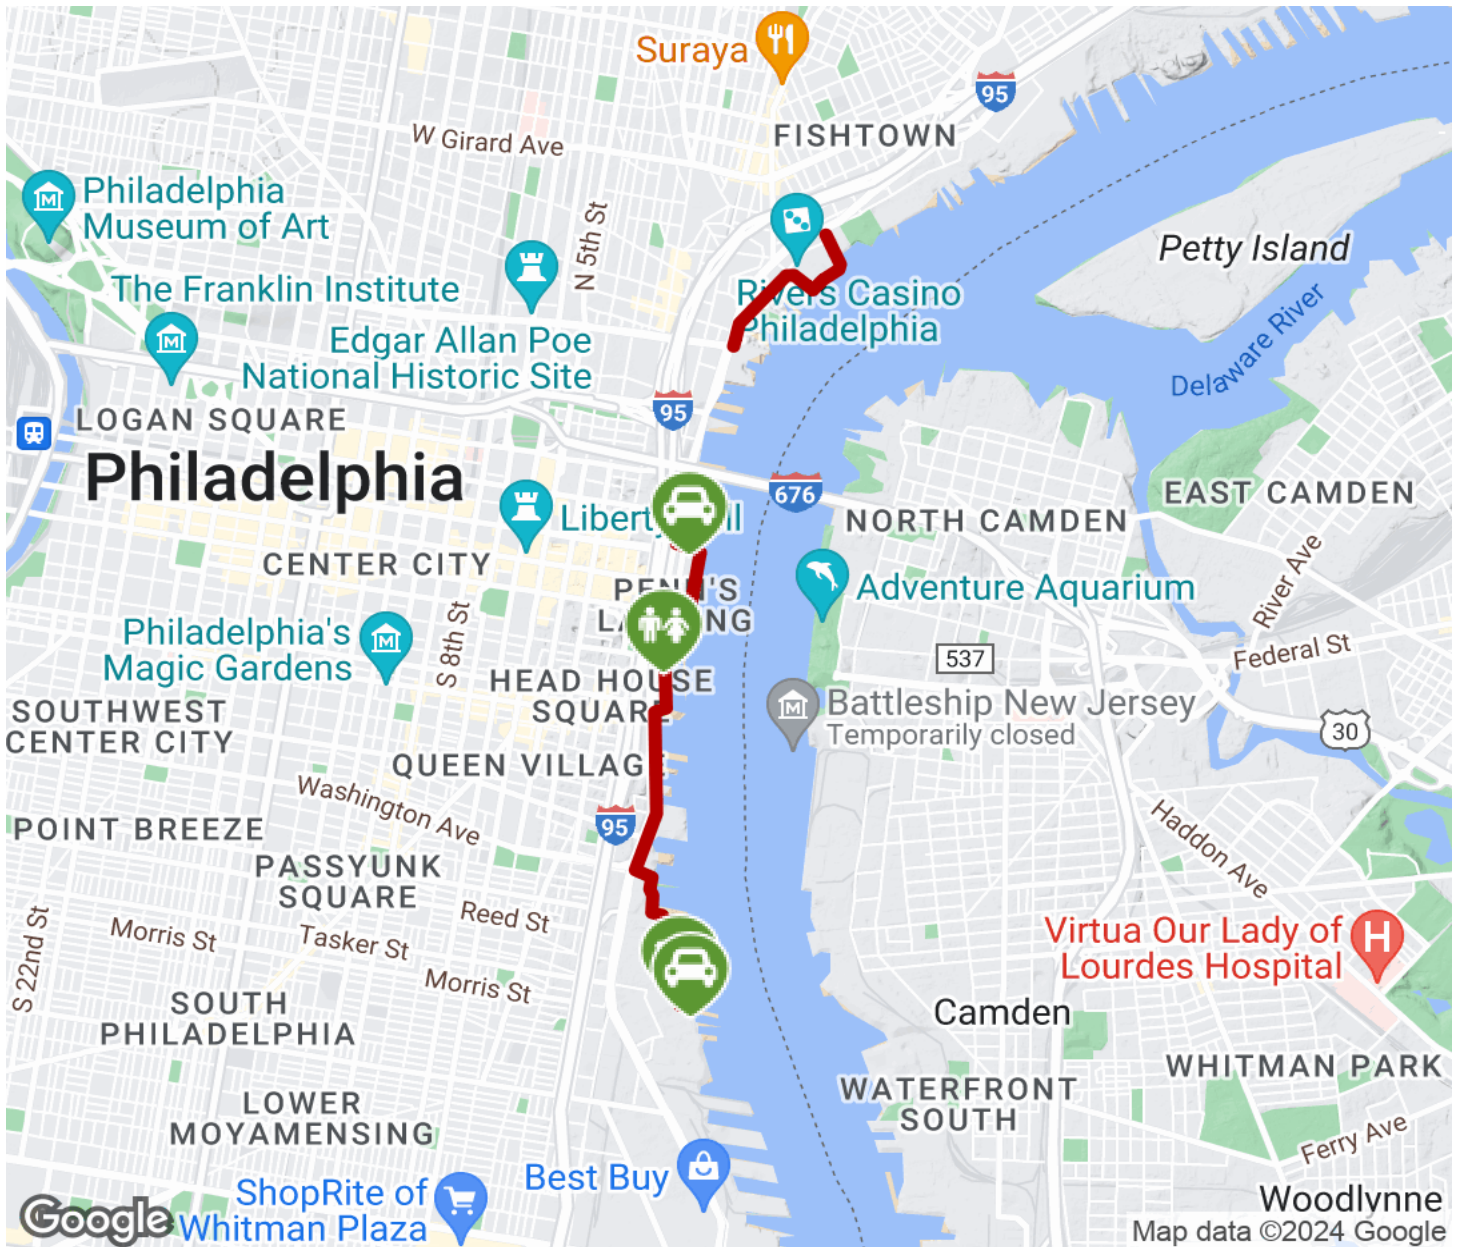 Suraya
95
FISHTOWN
W Girard Ave
Philadelphia
Museum of Art
N 5th St
Petty Island
The Franklin Institute
Rivers Casino
Philadelphia
Delaware River
Edgar Allan Poe
National Historic Site
95
LOGAN SQUARE
Philadelphia
676
EAST CAMDEN
NORTH CAMDEN
CENTER CITY
River Ave
Adventure Aquarium
Philadelphia's
Magic Gardens
S 8th St
537
Federal St
HEAD HOUSE
SQUARE
Battleship New Jersey
Temporarily closed
30
SOUTHWEST
CENTER CITY
QUEEN VILLAG
Washington Ave
95
POINT BREEZE
Haddon Ave
PASSYUNK
SQUARE
Reed St
S 22nd St
Morris St
Tasker St
Morris St
Virtua Our Lady of
Lourdes Hospital
H
SOUTH
PHILADELPHIA
Camden
WHITMAN PARK
WATERFRONT
SOUTH
LOWER
MOYAMENSING
Ferry Ave
Best Buy
ShopRite of
Whitman Plaza
Woodlynne
Google
Map data ©2024 Google